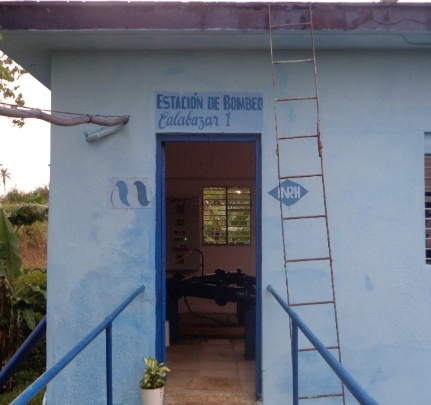 ESTACIÓN DE BOMBEO
Calabazar 1
INRH